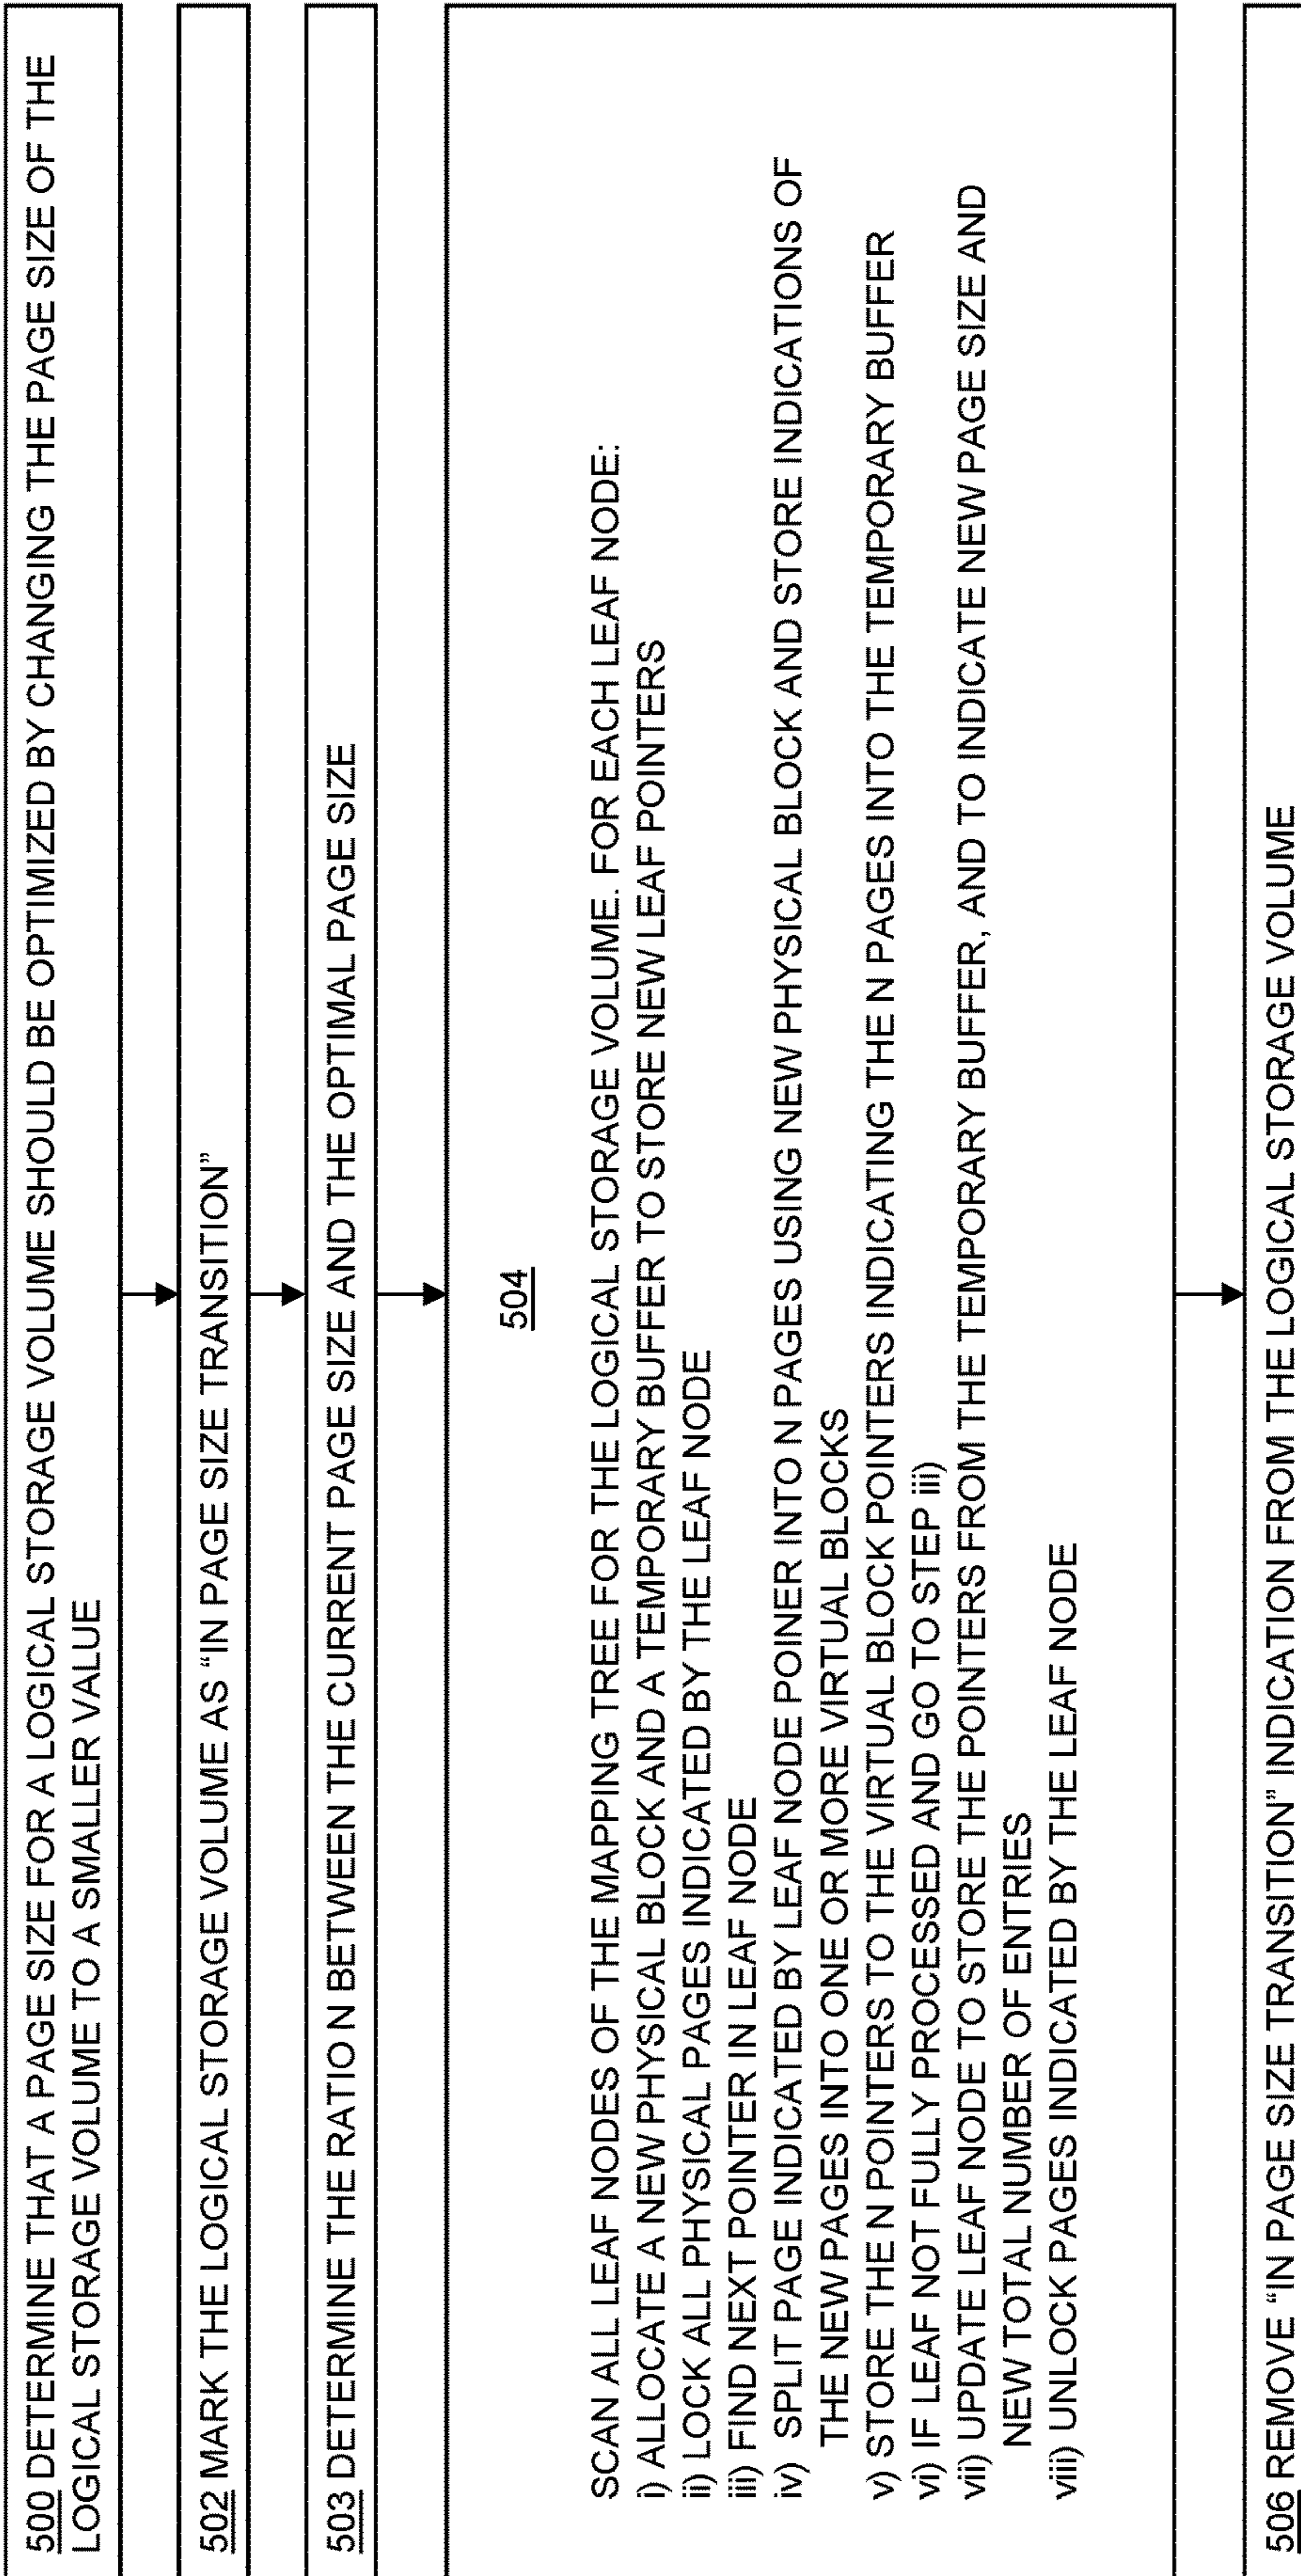 500 DETERMINE THAT A PAGE SIZE FOR A LOGICAL STORAGE VOLUME SHOULD BE OPTIMIZED BY CHANGING THE PAGE SIZE OF THE
LOGICAL STORAGE VOLUME TO A SMALLER VALUE
502 MARK THE LOGICAL STORAGE VOLUME AS “IN PAGE SIZE TRANSITION”
503 DETERMINE THE RATIO N BETWEEN THE CURRENT PAGE SIZE AND THE OPTIMAL PAGE SIZE
504
SCAN ALL LEAF NODES OF THE MAPPING TREE FOR THE LOGICAL STORAGE VOLUME. FOR EACH LEAF NODE:
i) ALLOCATE A NEW PHYSICAL BLOCK AND A TEMPORARY BUFFER TO STORE NEW LEAF POINTERS
ii) LOCK ALL PHYSICAL PAGES INDICATED BY THE LEAF NODE
iii) FIND NEXT POINTER IN LEAF NODE
iv) SPLIT PAGE INDICATED BY LEAF NODE POINER INTO N PAGES USING NEW PHYSICAL BLOCK AND STORE INDICATIONS OF
THE NEW PAGES INTO ONE OR MORE VIRTUAL BLOCKS
v) STORE THE N POINTERS TO THE VIRTUAL BLOCK POINTERS INDICATING THE N PAGES INTO THE TEMPORARY BUFFER
vi) IF LEAF NOT FULLY PROCESSED AND GO TO STEP iii)
vii) UPDATE LEAF NODE TO STORE THE POINTERS FROM THE TEMPORARY BUFFER, AND TO INDICATE NEW PAGE SIZE AND
NEW TOTAL NUMBER OF ENTRIES
viii) UNLOCK PAGES INDICATED BY THE LEAF NODE
506 REMOVE “IN PAGE SIZE TRANSITION” INDICATION FROM THE LOGICAL STORAGE VOLUME